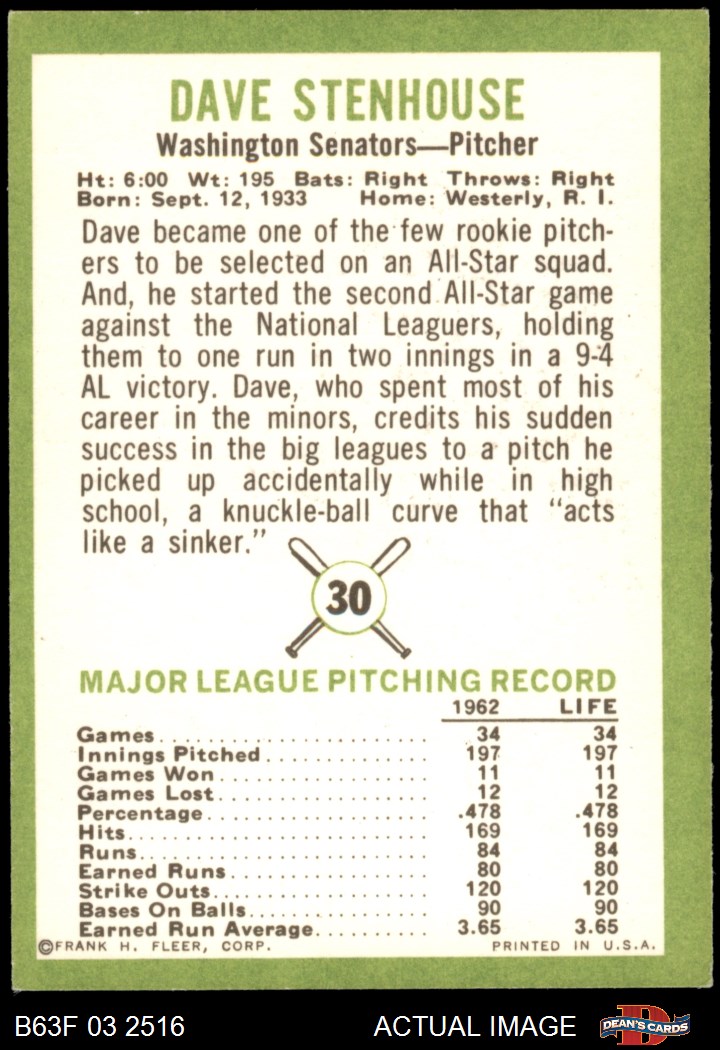 DAVE STENHOUSE
Washington Senators—Pitcher
Ht: 6:00 Wt: 195 Bats: Right Throws: Right
Born: Sept. 12, 1933 Home: Westerly, R. I.
Dave became one of the few rookie pitch-
ers to be selected on an All-Star squad.
And, he started the second All-Star game
against the National Leaguers, holding
them to one run in two innings in a 9-4
AL victory. Dave, who spent most of his
career in the minors, credits his sudden
success in the big leagues to a pitch he
picked up accidentally while in high
school, a knuckle-ball curve that “acts
like a sinker.”
30
MAJOR LEAGUE PITCHING RECORD
1962 LIFE
Games 34 34
Innings Pitched 197 197
Games Won 11 11
Games Lost 12 12
Percentage .478 .478
Hits 169 169
Runs 84 84
Earned Runs 80 80
Strike Outs 120 120
Bases On Balls 90 90
Earned Run Average 3.65 3.65
©FRANK H. FLEER, CORP. PRINTED IN U.S.A.
B63F 03 2516 ACTUAL IMAGE D DEAN'S CARDS